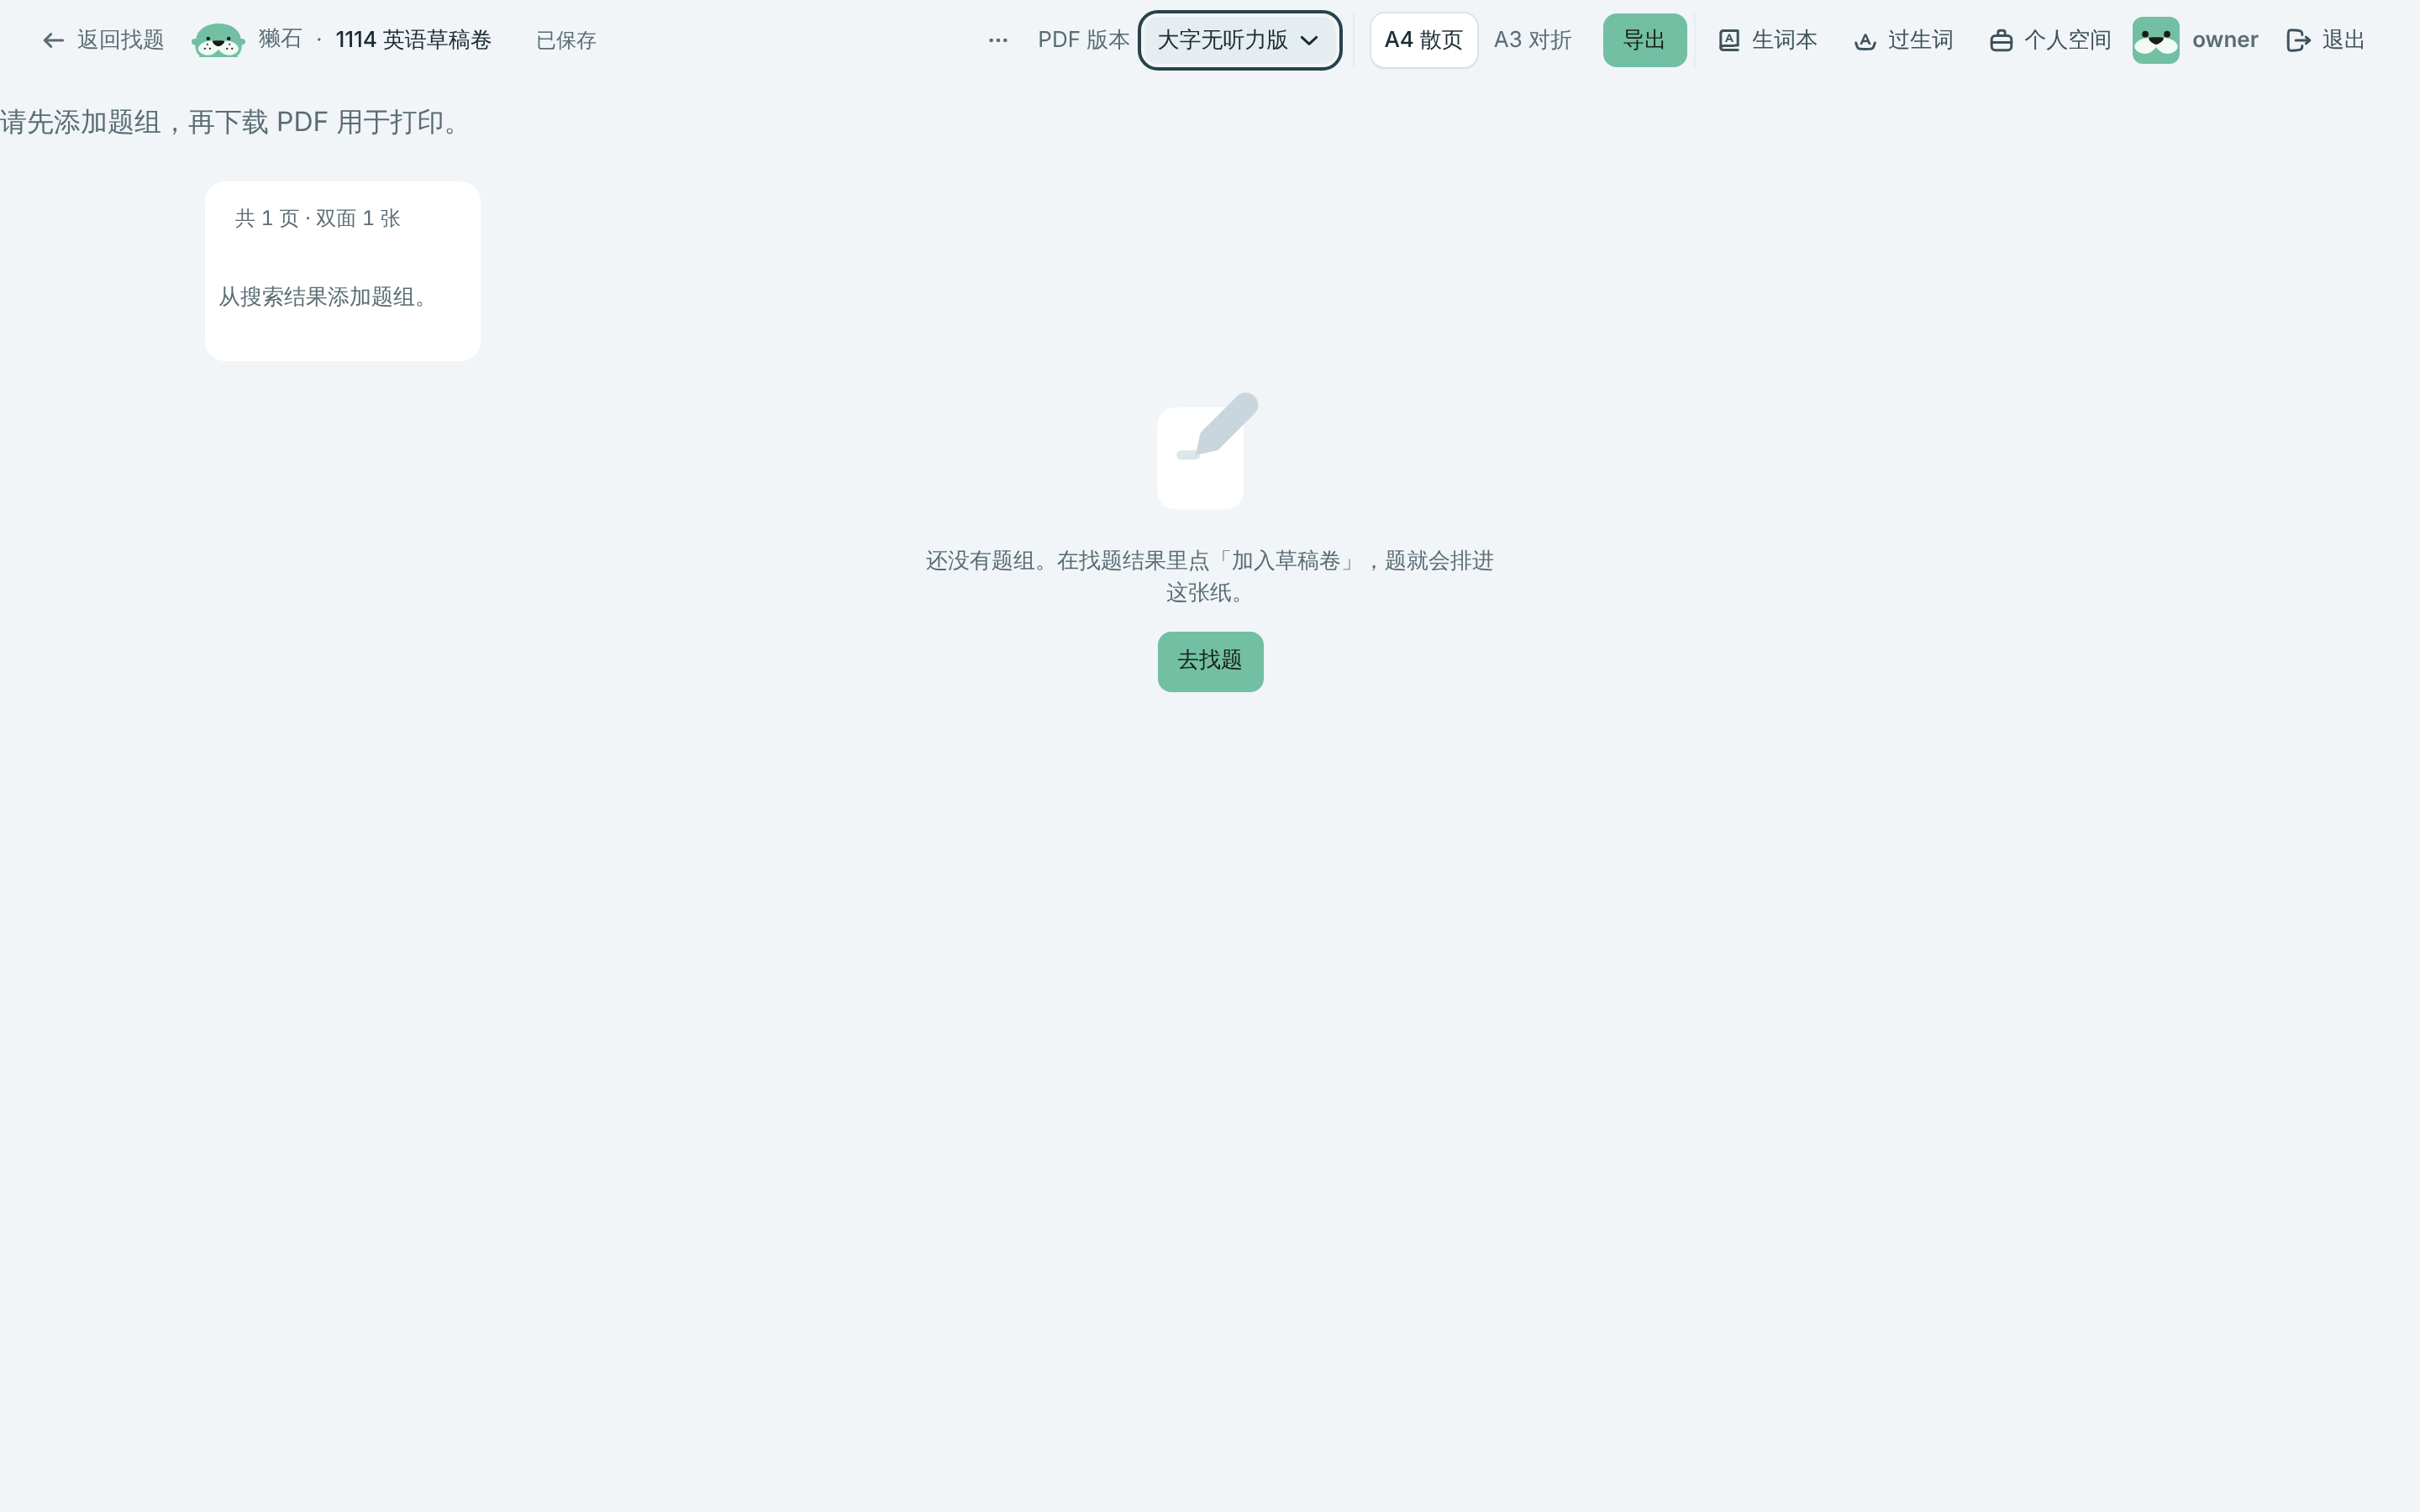 返回找题 獭石 · 1114 英语草稿卷 已保存 ··· PDF 版本 大字无听力版 A4 散页 A3 对折 导出 生词本 过生词 个人空间 owner 退出
请先添加题组，再下载 PDF 用于打印。
共 1 页 · 双面 1 张
从搜索结果添加题组。
还没有题组。在找题结果里点「加入草稿卷」，题就会排进
这张纸。
去找题